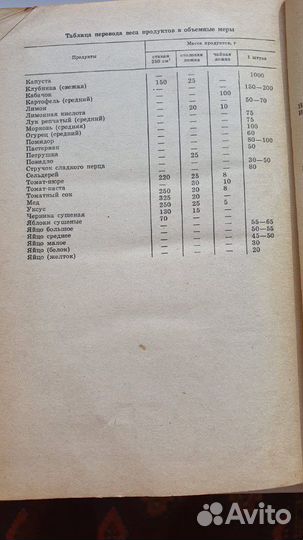 Таблица перевода веса продуктов в объемные меры
Продукты
Масса продуктов, г
стакан 250 см³ столовая ложка чайная ложка 1 штука
Капуста — — — 1000
Клубника (свежая) 150 25 — —
Кабачок — — — 150—200
Картофель (средний) — — 100
Лимон — — — 50—70
Лимонная кислота — 20 10 —
Лук репчатый (средний) — — — 75
Морковь (средняя) — — — 75
Огурец (средний) — — — 100
Помидор — — — 60
Пастернак — — — 80—100
Петрушка — — — 50
Повидло — 25 — —
Стручок сладкого перца — — — 30—50
Сельдерей — — — 80
Томат-пюре 220 25 8 —
Томат-паста — 30 10 —
Томатный сок 250 20 8 —
Мед 325 20 — —
Уксус 250 25 5 —
Черника сушеная 130 15 — —
Яблоки сушеные 70 — — —
Яйцо большое — — — 55—65
Яйцо среднее — — — 50—55
Яйцо малое — — — 45—50
Яйцо (белок) — — — 30
Яйцо (желток) — — — 20
Avito